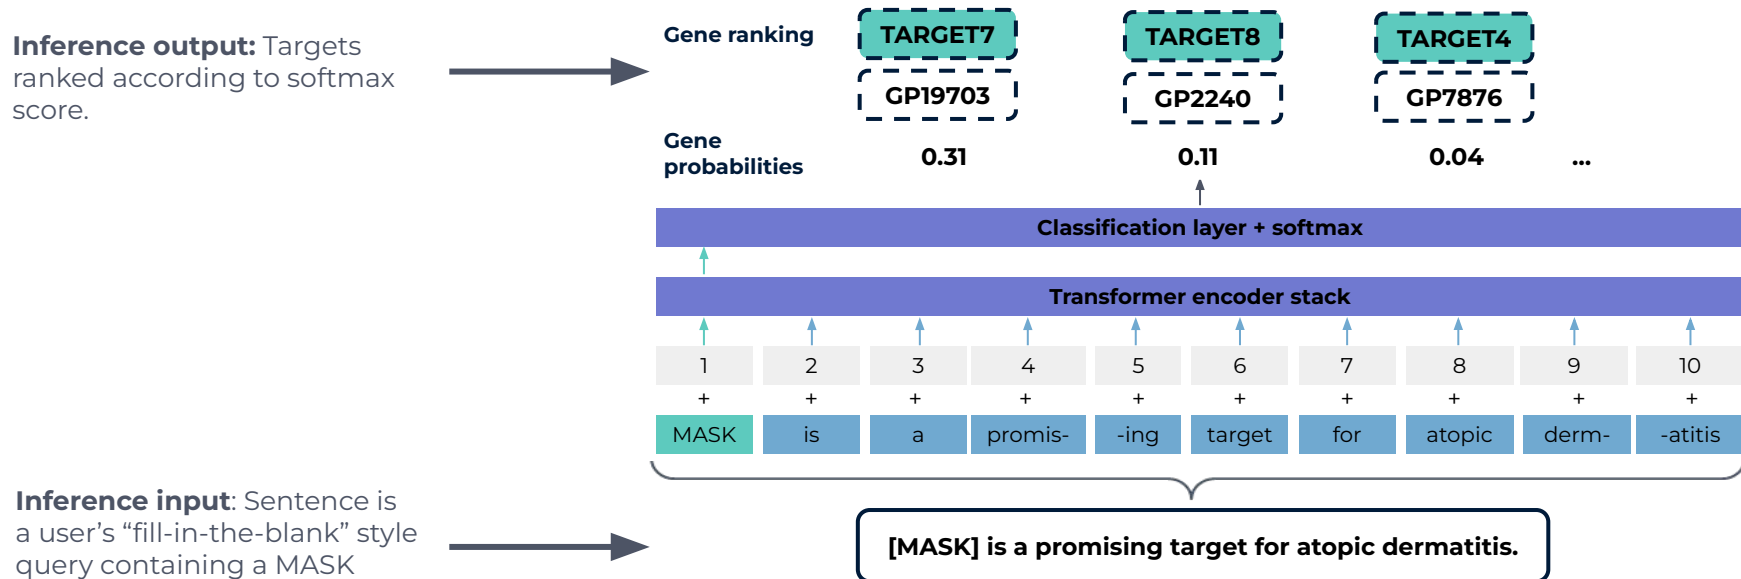 Inference output: Targets
ranked according to softmax
score.
Gene ranking
TARGET7 TARGET8 TARGET4
GP19703 GP2240 GP7876
Gene
probabilities
0.31 0.11 0.04 ...
Classification layer + softmax
Transformer encoder stack
1 2 3 4 5 6 7 8 9 10
+ + + + + + + + + +
MASK is a promis- -ing target for atopic derm- -atitis
Inference input: Sentence is
a user’s “fill-in-the-blank” style
query containing a MASK
[MASK] is a promising target for atopic dermatitis.